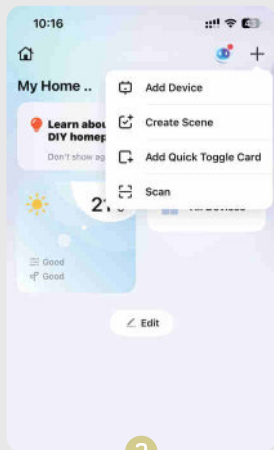 10:16
My Home ..
Add Device
Create Scene
Add Quick Toggle Card
Scan
Learn abou
DIY homep
Don't show ag
Good
Good
Edit